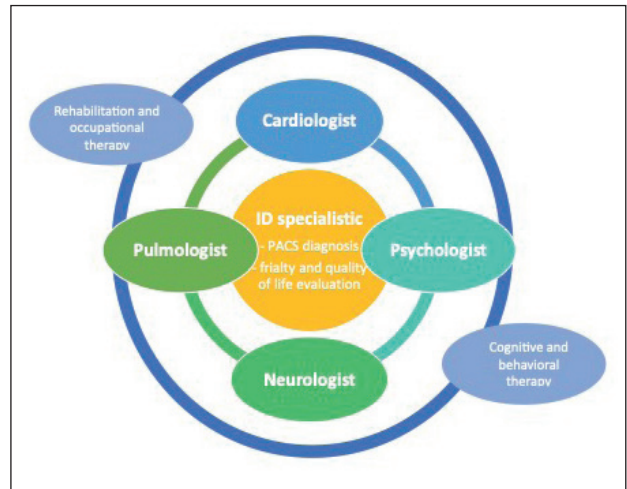 Rehabilitation and
occupational
therapy
Cardiologist
ID specialistic
- PACS diagnosis
- frialty and quality
of life evaluation
Pulmologist
Psychologist
Neurologist
Cognitive and
behavioral
therapy